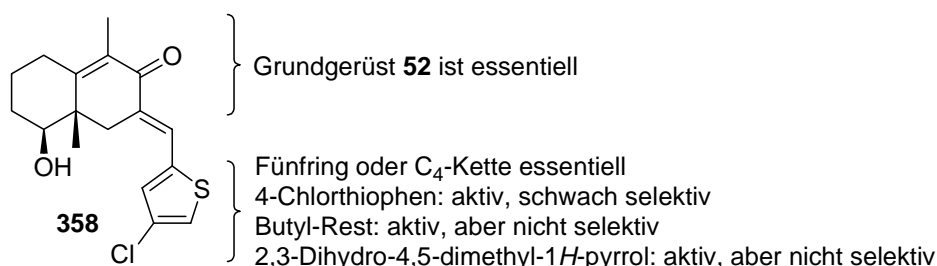 O
Grundgerüst 52 ist essentiell
OH
Fünfring oder C₄-Kette essentiell
S
4-Chlorthiophen: aktiv, schwach selektiv
358
Butyl-Rest: aktiv, aber nicht selektiv
Cl
2,3-Dihydro-4,5-dimethyl-1H-pyrrol: aktiv, aber nicht selektiv